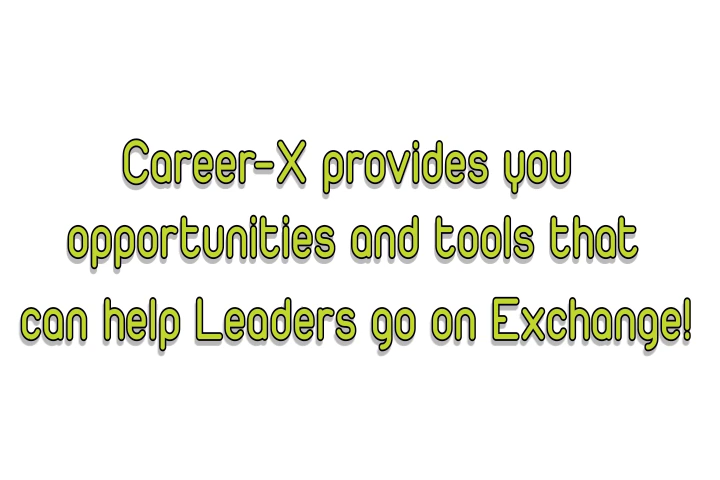 Career-X provides you
opportunities and tools that
can help Leaders go on Exchange!